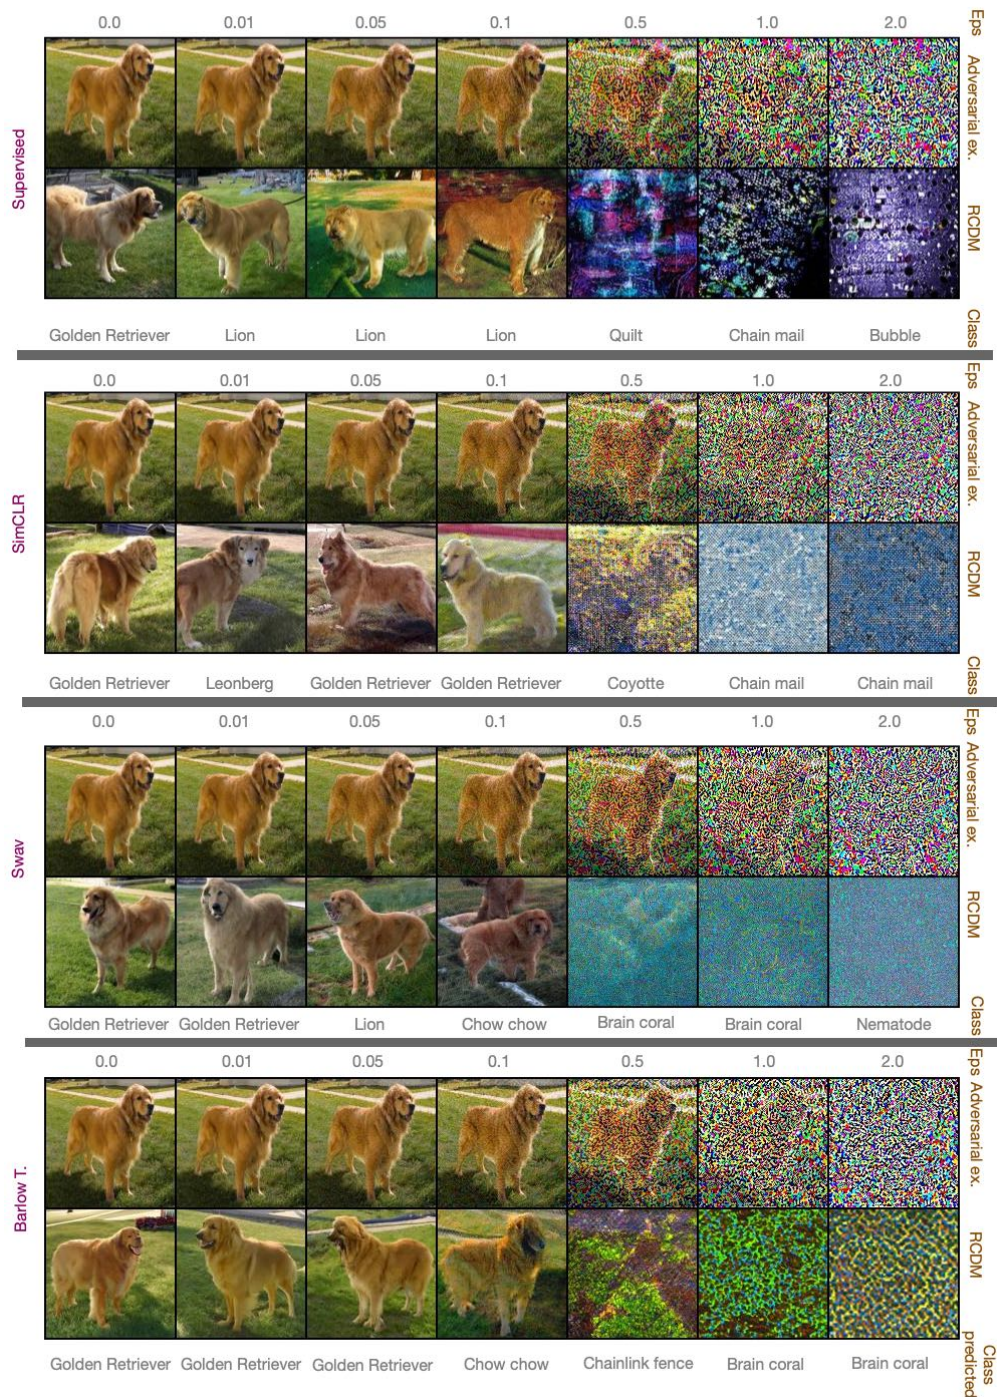 0.0 0.01 0.05 0.1 0.5 1.0 2.0 Eps
Supervised
Adversarial ex.
RCDM
Golden Retriever Lion Lion Lion Quilt Chain mail Bubble Class
0.0 0.01 0.05 0.1 0.5 1.0 2.0 Eps
SimCLR
Adversarial ex.
RCDM
Golden Retriever Leonberg Golden Retriever Golden Retriever Coyotte Chain mail Chain mail Class
0.0 0.01 0.05 0.1 0.5 1.0 2.0 Eps
Swav
Adversarial ex.
RCDM
Golden Retriever Golden Retriever Lion Chow chow Brain coral Brain coral Nematode Class
0.0 0.01 0.05 0.1 0.5 1.0 2.0 Eps
Barlow T.
Adversarial ex.
RCDM
Golden Retriever Golden Retriever Golden Retriever Chow chow Chainlink fence Brain coral Brain coral Class
predicted